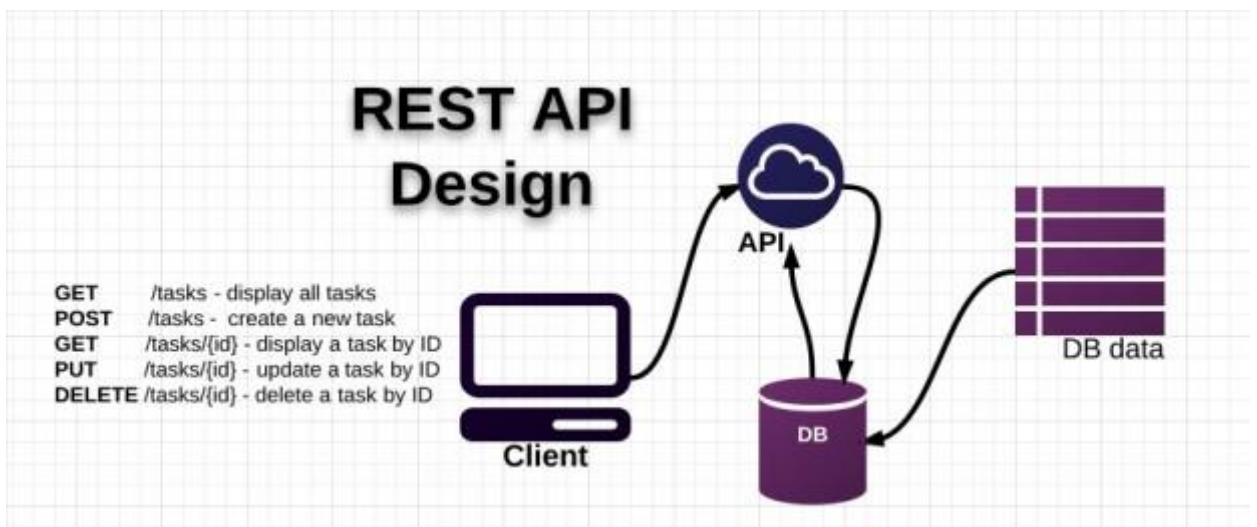 REST API
Design
API
GET /tasks - display all tasks
POST /tasks - create a new task
GET /tasks/{id} - display a task by ID
PUT /tasks/{id} - update a task by ID
DELETE /tasks/{id} - delete a task by ID
Client
DB
DB data